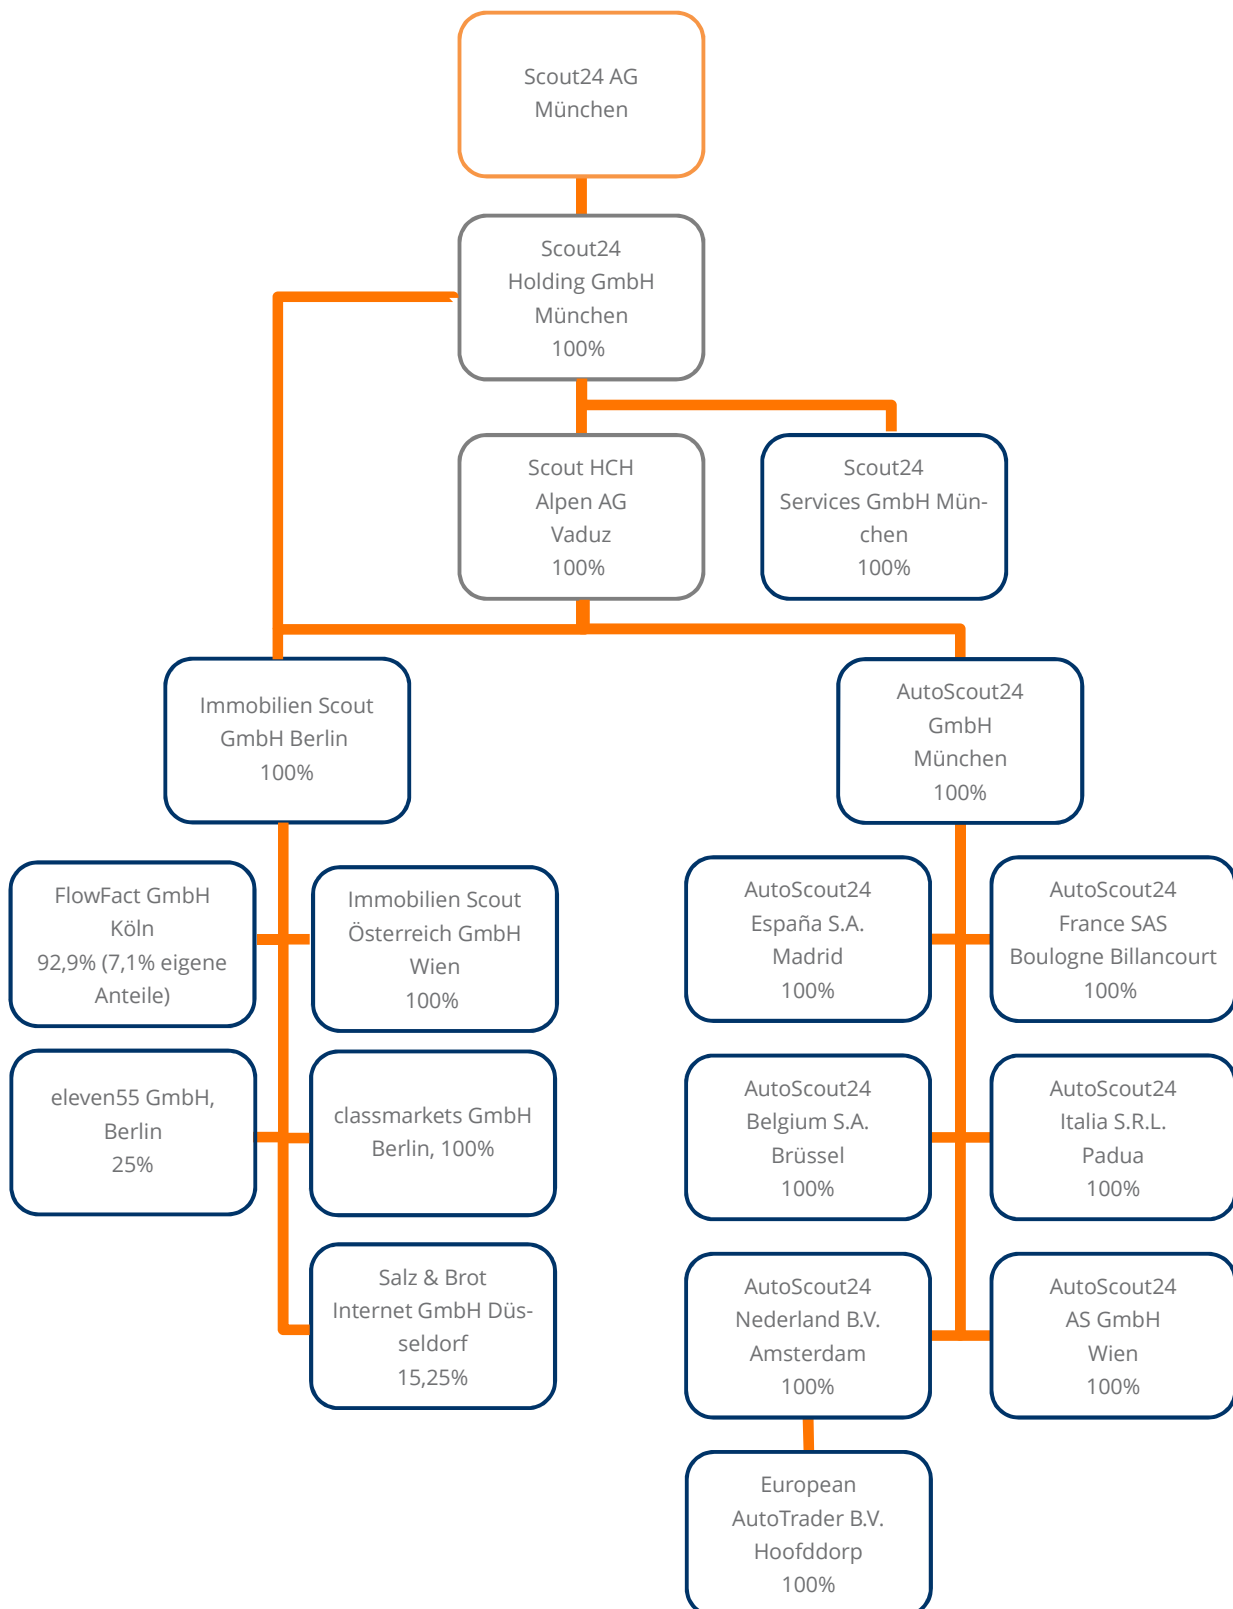 Scout24 AG
München
Scout24
Holding GmbH
München
100%
Scout HCH
Alpen AG
Vaduz
100%
Scout24
Services GmbH Mün-
chen
100%
Immobilien Scout
GmbH Berlin
100%
AutoScout24
GmbH
München
100%
FlowFact GmbH
Köln
92,9% (7,1% eigene
Anteile)
Immobilien Scout
Österreich GmbH
Wien
100%
AutoScout24
España S.A.
Madrid
100%
AutoScout24
France SAS
Boulogne Billancourt
100%
eleven55 GmbH,
Berlin
25%
classmarkets GmbH
Berlin, 100%
AutoScout24
Belgium S.A.
Brüssel
100%
AutoScout24
Italia S.R.L.
Padua
100%
Salz & Brot
Internet GmbH Düs-
seldorf
15,25%
AutoScout24
Nederland B.V.
Amsterdam
100%
AutoScout24
AS GmbH
Wien
100%
European
AutoTrader B.V.
Hoofddorp
100%